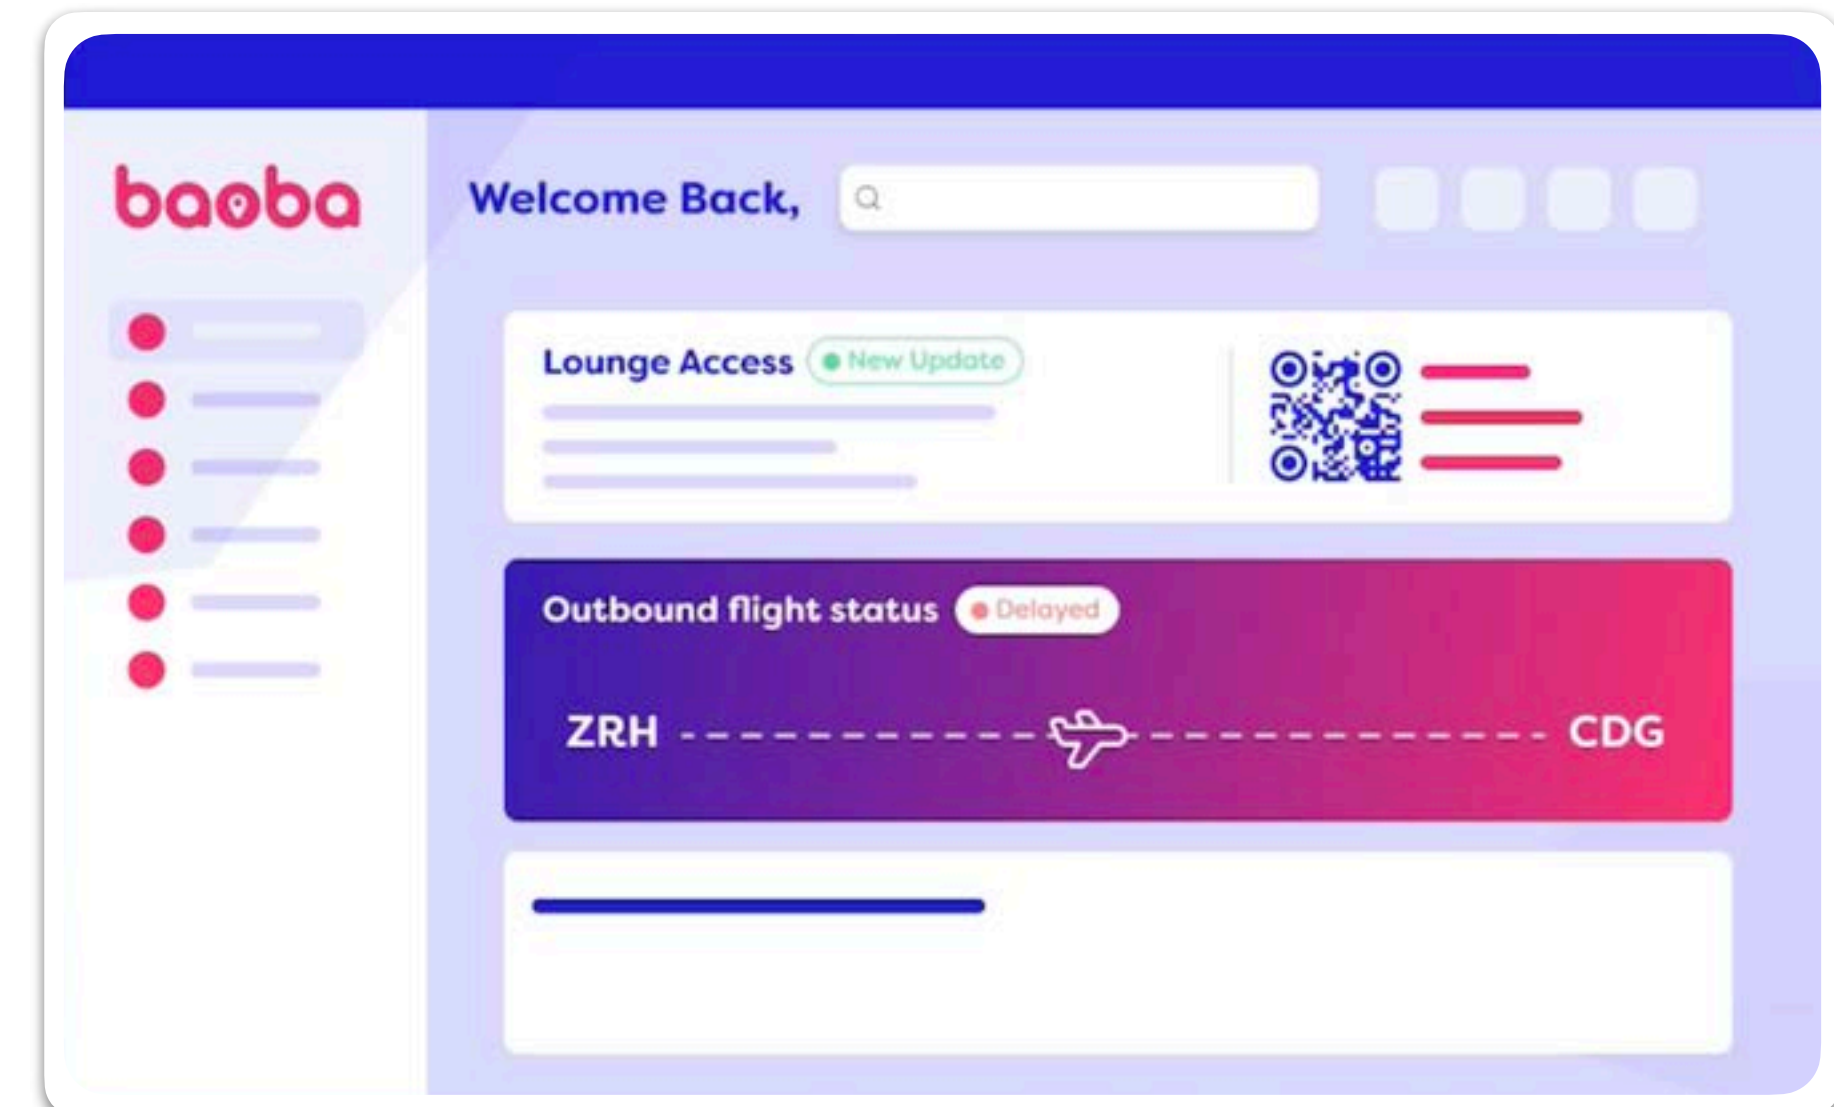 baoba
Welcome Back,
Lounge Access
New Update
Outbound flight status
Delayed
ZRH
CDG